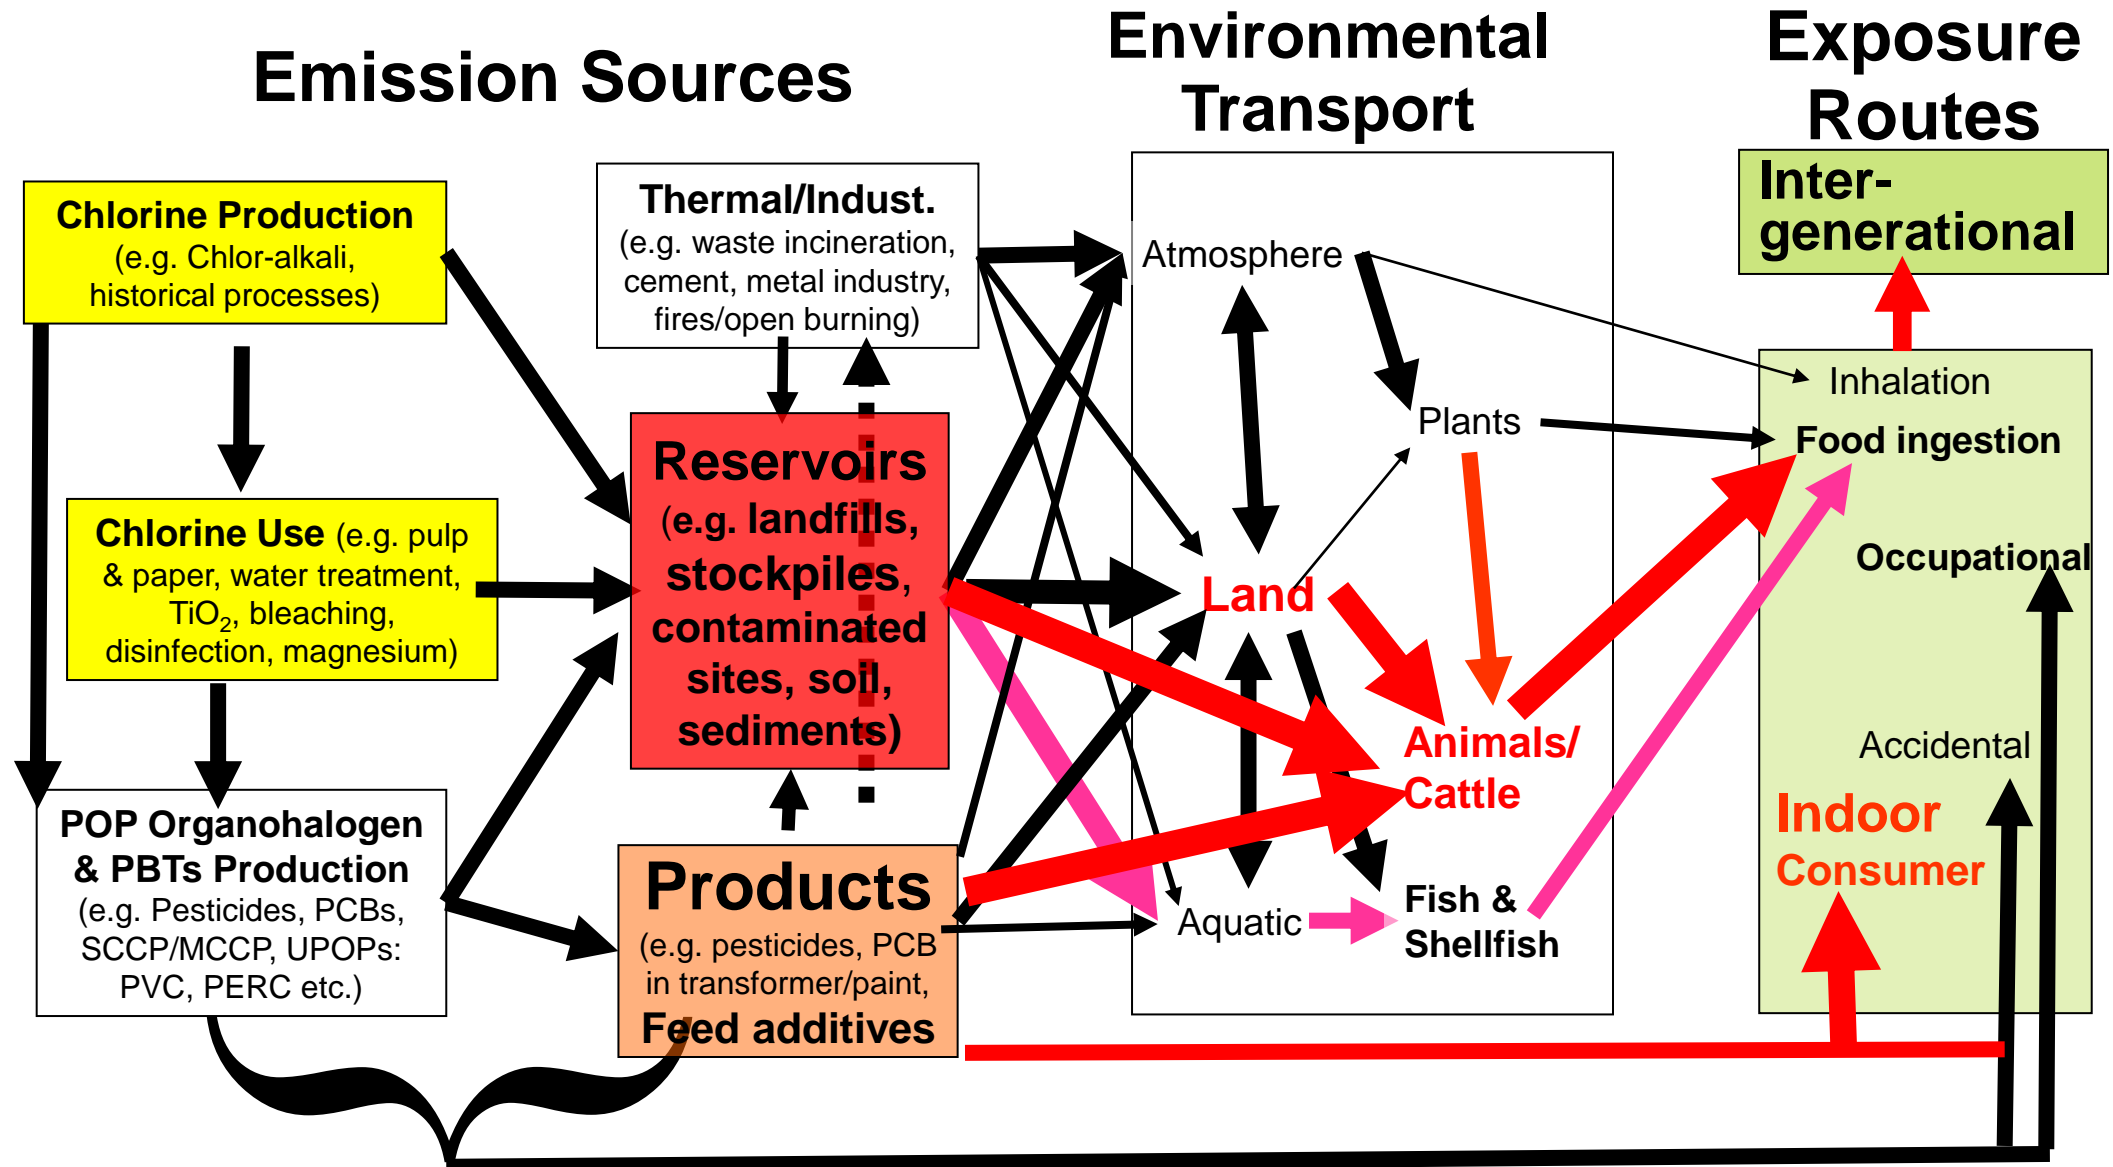 Emission Sources
Environmental
Transport
Exposure
Routes
Chlorine Production
(e.g. Chlor-alkali,
historical processes)
Chlorine Use (e.g. pulp
& paper, water treatment,
TiO₂, bleaching,
disinfection, magnesium)
POP Organohalogen
& PBTs Production
(e.g. Pesticides, PCBs,
SCCP/MCCP, UPOPs:
PVC, PERC etc.)
Thermal/Indust.
(e.g. waste incineration,
cement, metal industry,
fires/open burning)
Reservoirs
(e.g. landfills,
stockpiles,
contaminated
sites, soil,
sediments)
Products
(e.g. pesticides, PCB
in transformer/paint,
Feed additives
Atmosphere
Plants
Land
Animals/
Cattle
Aquatic
Fish &
Shellfish
Inter-
generational
Inhalation
Food ingestion
Occupational
Accidental
Indoor
Consumer